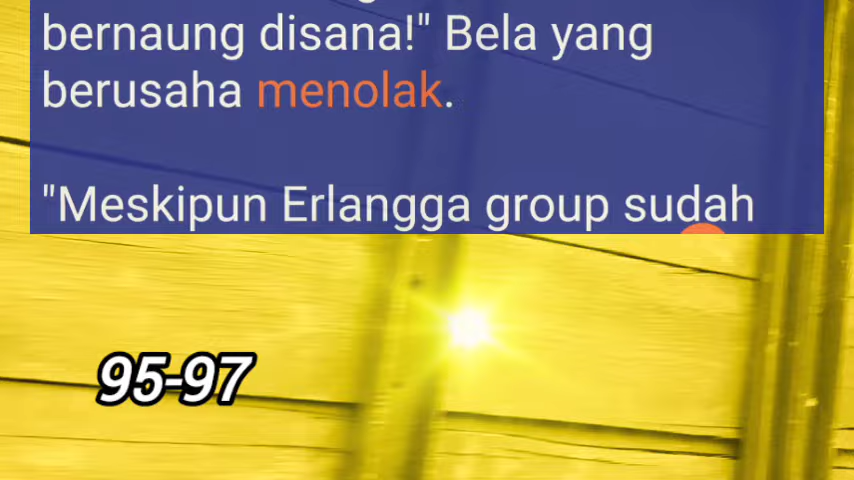 bernaung disana!" Bela yang
berusaha menolak.
"Meskipun Erlangga group sudah
95-97